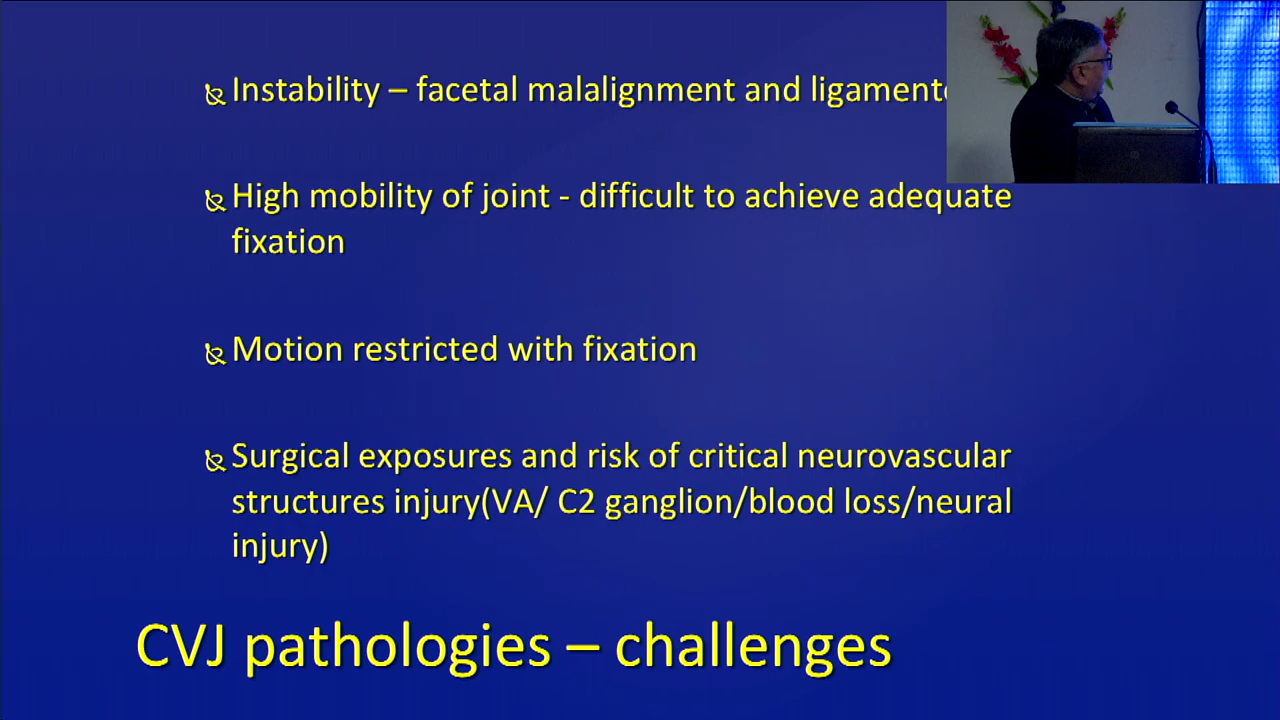 Instability – facetal malalignment and
High mobility of joint - difficult to achieve adequate
fixation
Motion restricted with fixation
Surgical exposures and risk of critical neurovascular
structures injury(VA/ C2 ganglion/blood loss/neural
injury)
CVJ pathologies – challenges